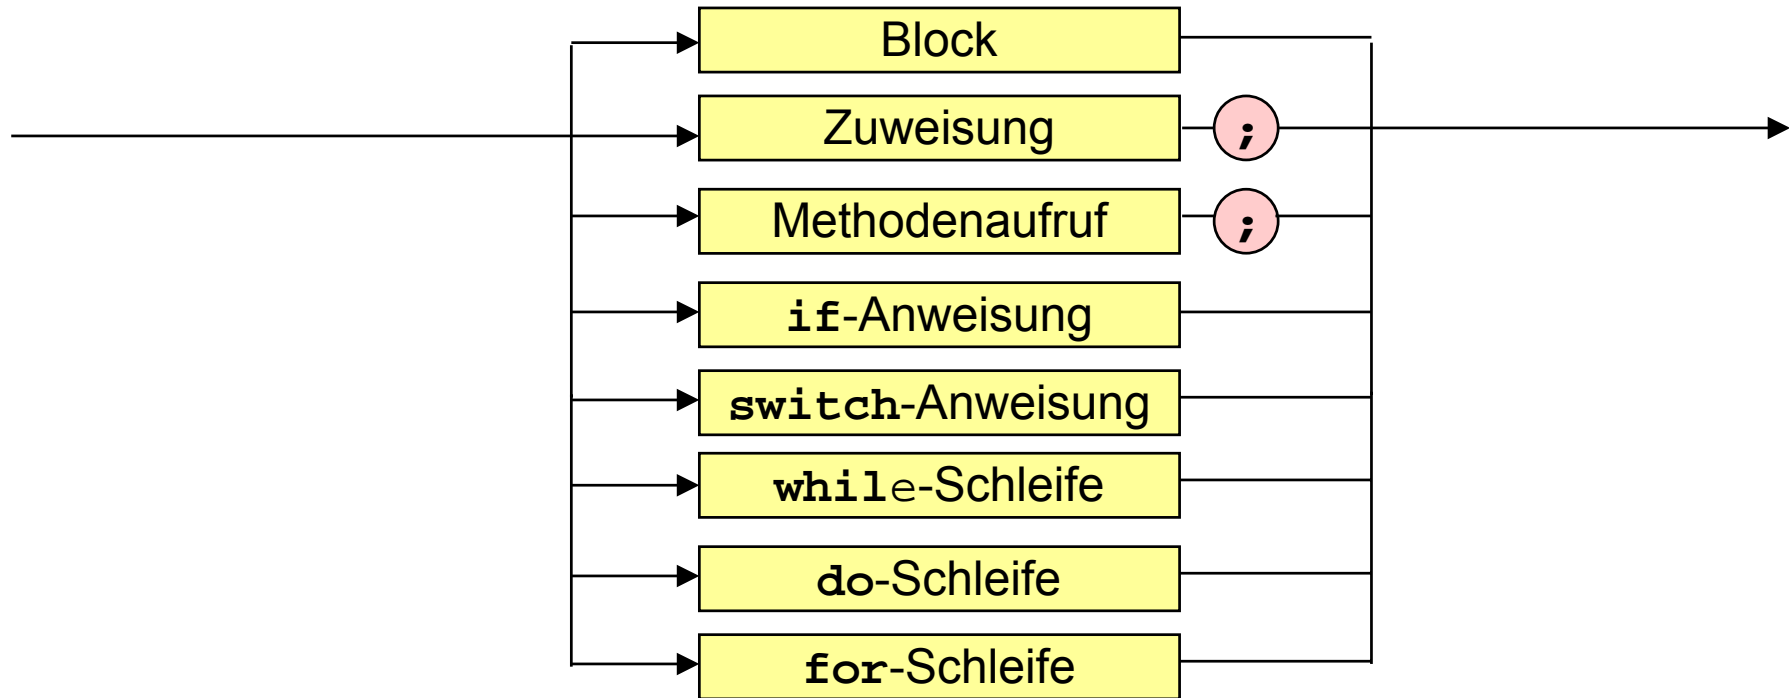 Block
Zuweisung ;
Methodenaufruf ;
if-Anweisung
switch-Anweisung
while-Schleife
do-Schleife
for-Schleife